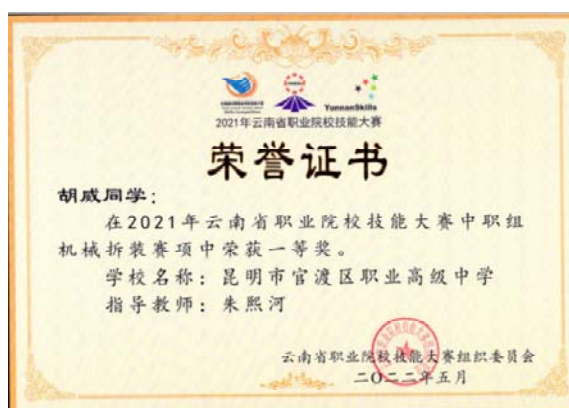 YunnanSkills
2021年云南省职业院校技能大赛
荣誉证书
胡威同学：
在2021年云南省职业院校技能大赛中职组
机械拆装赛项中荣获一等奖。
学校名称：昆明市官渡区职业高级中学
指导教师：朱熙河
云南省职业院校技能大赛组织委员会
二〇二二年五月